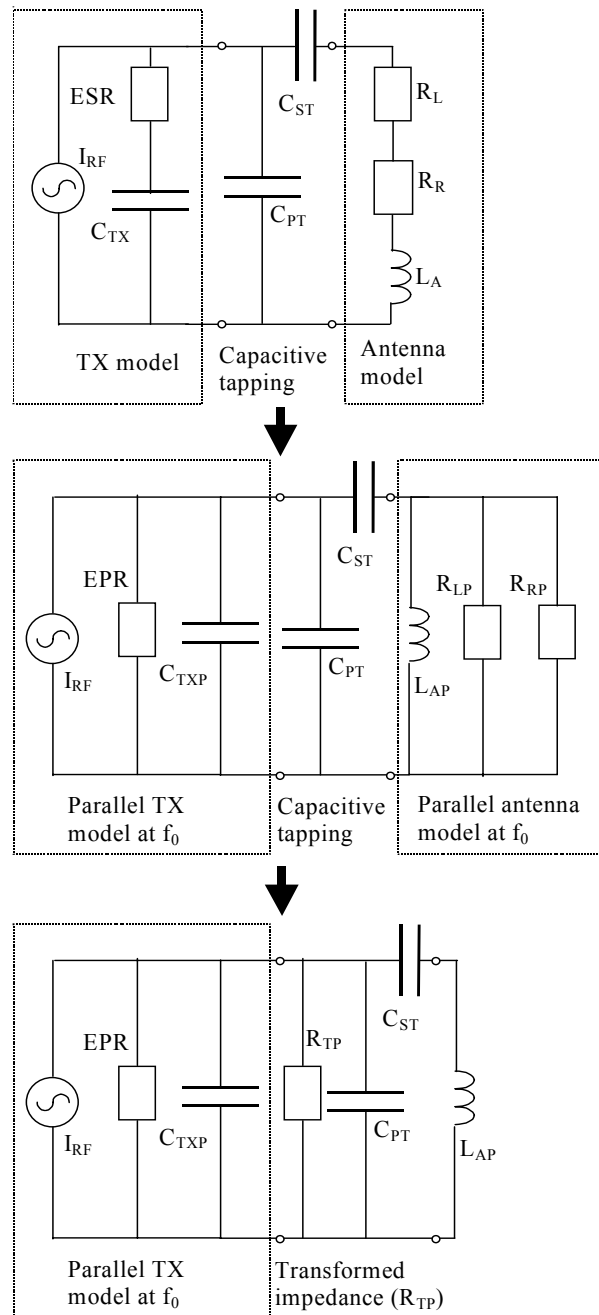 ESR
I_RF
C_TX
C_PT
C_ST
R_L
R_R
L_A
TX model
Capacitive
tapping
Antenna
model
EPR
I_RF
C_TXP
C_PT
C_ST
L_AP
R_LP
R_RP
Parallel TX
model at f_0
Capacitive
tapping
Parallel antenna
model at f_0
EPR
I_RF
C_TXP
R_TP
C_PT
C_ST
L_AP
Parallel TX
model at f_0
Transformed
impedance (R_TP)